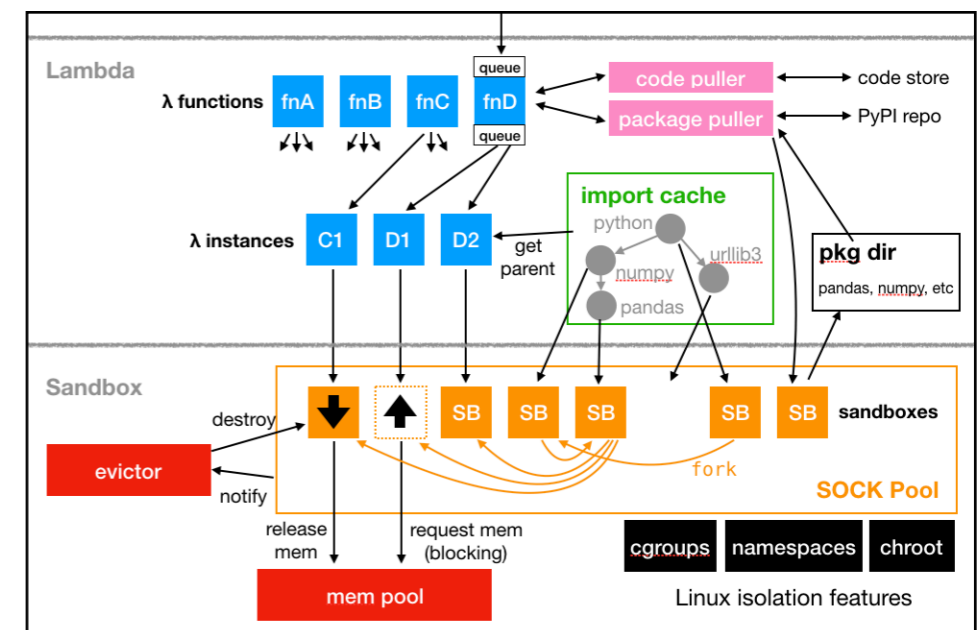 queue
Lambda
λ functions
fnA
fnB
fnC
fnD
queue
code puller
code store
package puller
PyPI repo
import cache
python
urllib3
numpy
pandas
λ instances
C1
D1
D2
get
parent
pkg dir
pandas, numpy, etc
Sandbox
SB
SB
SB
SB
SB
sandboxes
destroy
evictor
notify
fork
SOCK Pool
release
mem
request mem
(blocking)
cgroups
namespaces
chroot
mem pool
Linux isolation features